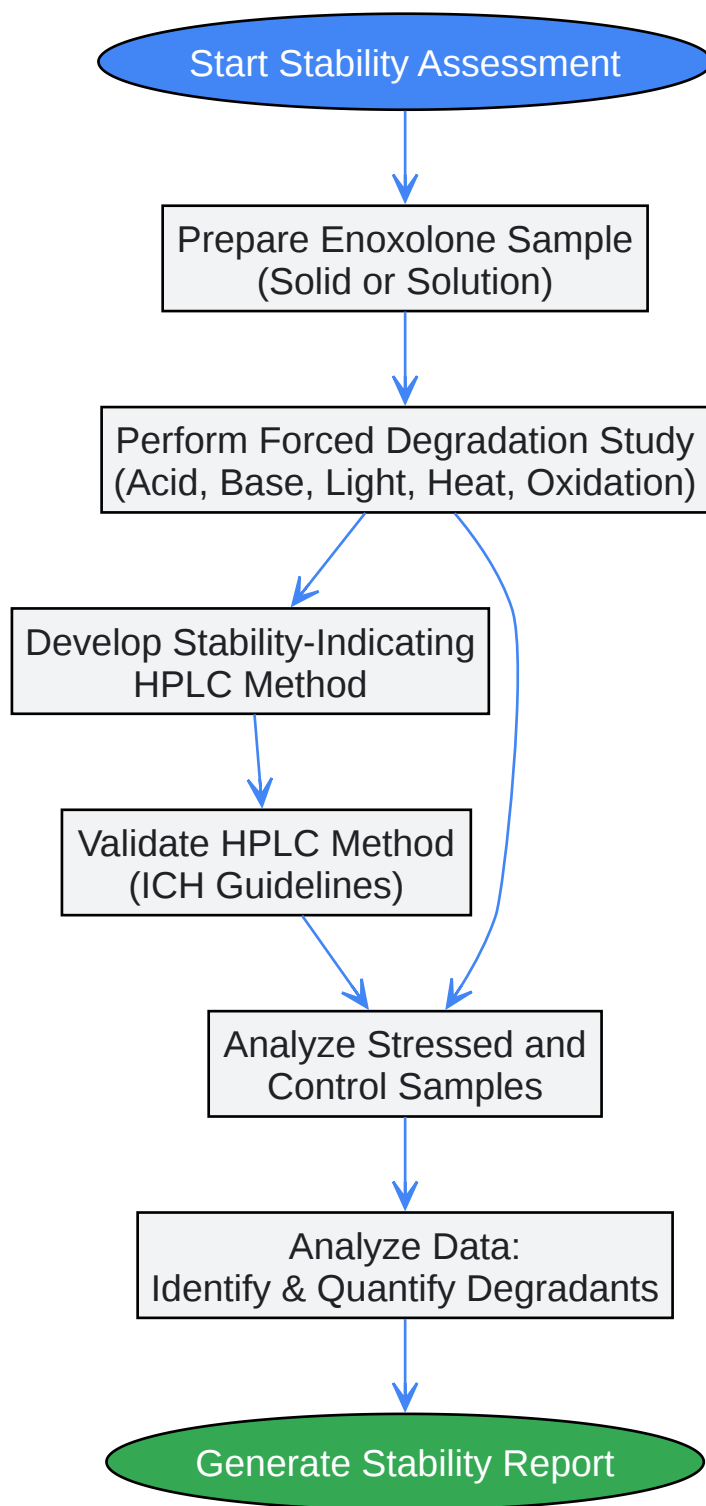 Start Stability Assessment
Prepare Enoxolone Sample
(Solid or Solution)
Perform Forced Degradation Study
(Acid, Base, Light, Heat, Oxidation)
Develop Stability-Indicating
HPLC Method
Validate HPLC Method
(ICH Guidelines)
Analyze Stressed and
Control Samples
Analyze Data:
Identify & Quantify Degradants
Generate Stability Report